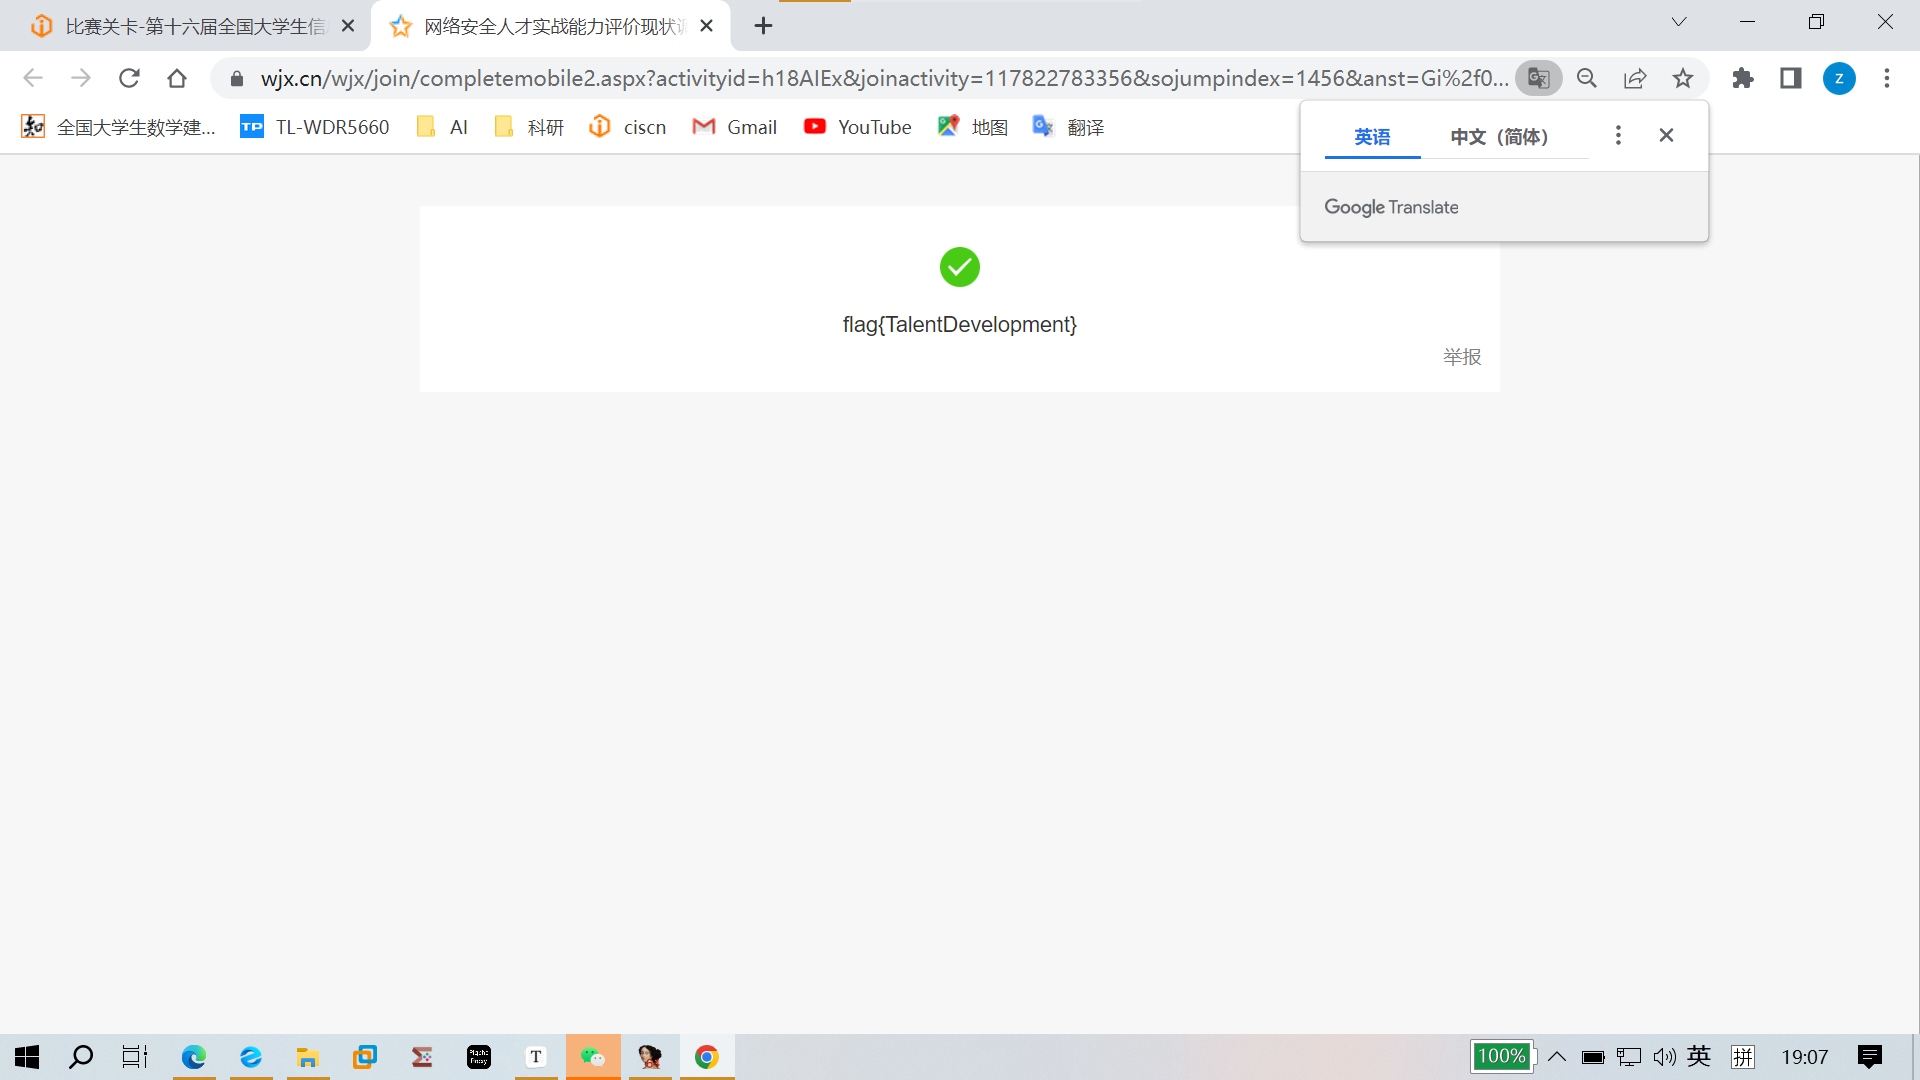 比赛关卡-第十六届全国大学生信
网络安全人才实战能力评价现状调
wjx.cn/wjx/join/completemobile2.aspx?activityid=h18AlEx&joinactivity=117822783356&sojumpindex=1456&anst=Gi%2f0...
z
知
全国大学生数学建...
TP
TL-WDR5660
AI
科研
ciscn
Gmail
YouTube
地图
翻译
英语
中文（简体）
Google Translate
flag{TalentDevelopment}
举报
T
100%
英
拼
19:07